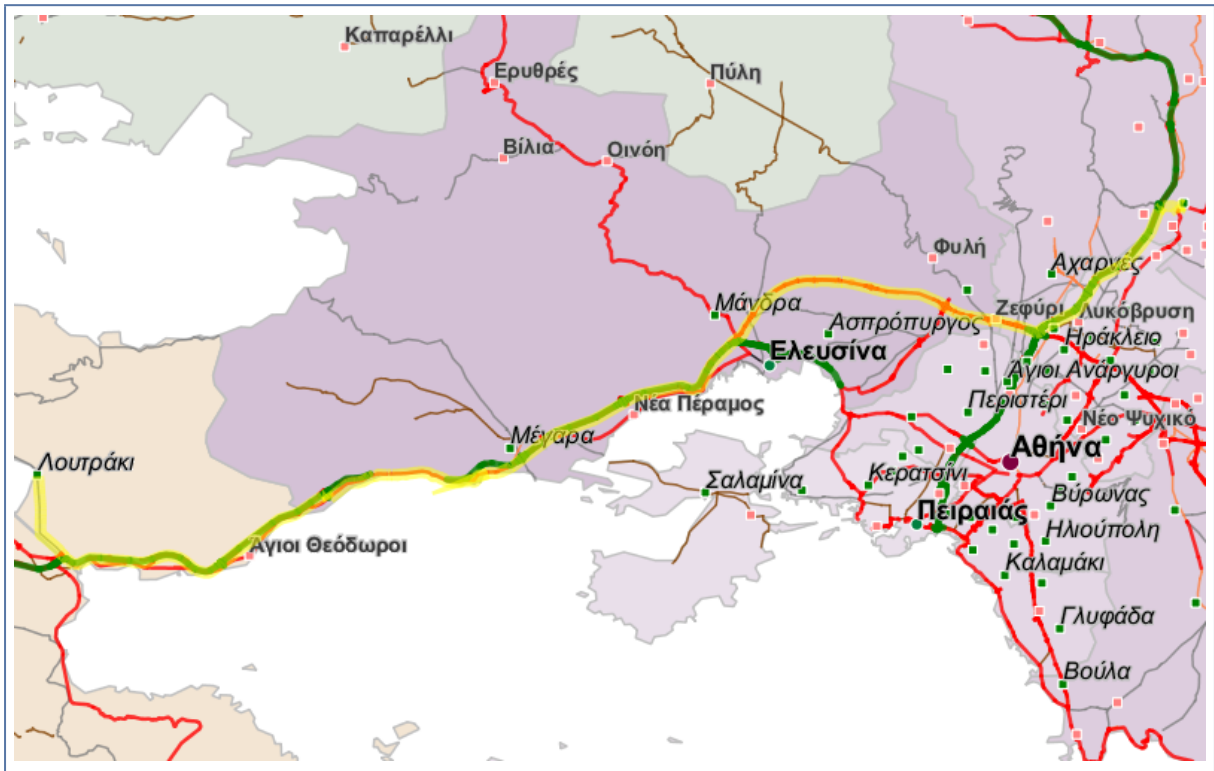 Καπαρέλλι
Ερυθρές
Πύλη
Βίλια
Οινόη
Φυλή
Αχαρνές
Μάνδρα
Ασπρόπυργος
Ζεφύρι
Λυκόβρυση
Ηράκλειο
Ελευσίνα
Άγιοι Ανάργυροι
Περιστέρι
Νέα Πέραμος
Νέο Ψυχικό
Μέγαρα
Αθήνα
Λουτράκι
Σαλαμίνα
Κερατσίνι
Βύρωνας
Πειραιάς
Ηλιούπολη
Άγιοι Θεόδωροι
Καλαμάκι
Γλυφάδα
Βούλα